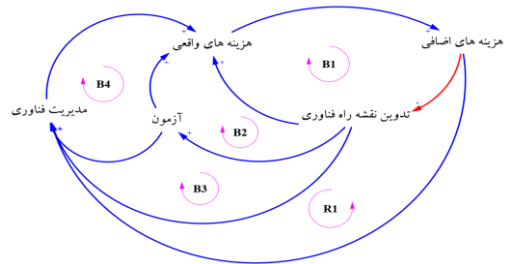 هزینه های واقعی
هزینه های اضافی
B1
B4
مدیریت فناوری
آزمون
تدوین نقشه راه فناوری
B2
B3
R1